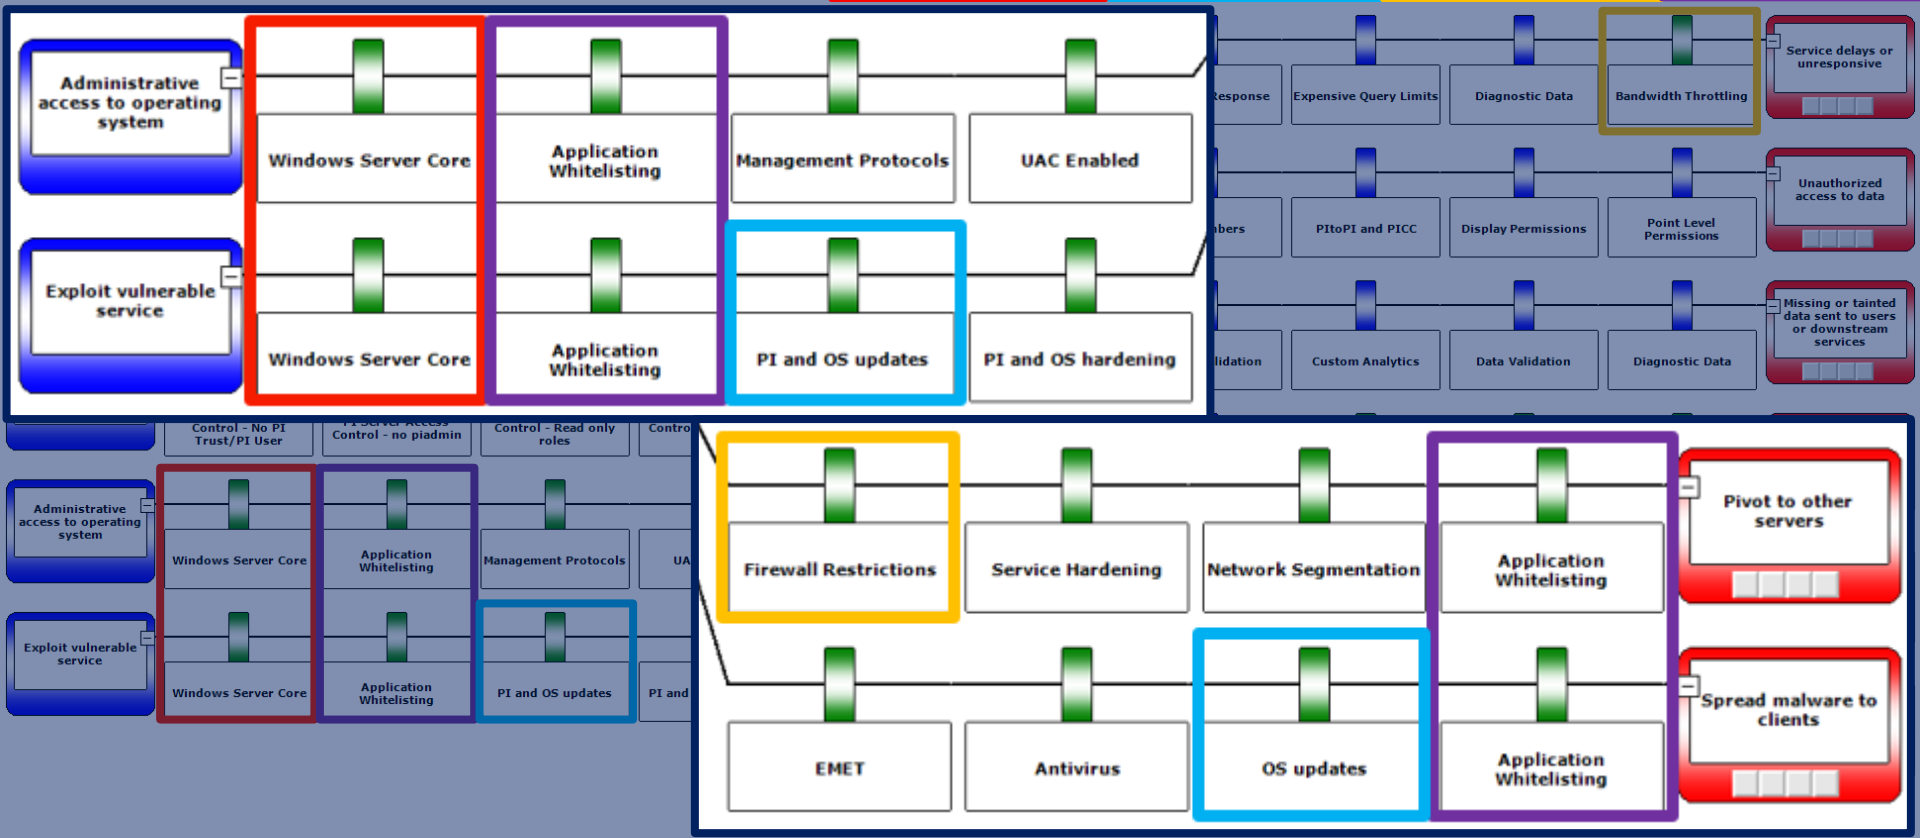 Administrative
access to operating
system
Windows Server Core
Application
Whitelisting
Management Protocols
UAC Enabled
Exploit vulnerable
service
Windows Server Core
Application
Whitelisting
PI and OS updates
PI and OS hardening
Expensive Query Limits
Diagnostic Data
Bandwidth Throttling
Service delays or
unresponsive
PItoPI and PICC
Display Permissions
Point Level
Permissions
Unauthorized
access to data
Custom Analytics
Data Validation
Diagnostic Data
Missing or tainted
data sent to users
or downstream
services
Control - No PI
Trust/PI User
Control - no piadmin
Control - Read only
roles
Administrative
access to operating
system
Windows Server Core
Application
Whitelisting
Management Protocols
Exploit vulnerable
service
Windows Server Core
Application
Whitelisting
PI and OS updates
PI and
Firewall Restrictions
Service Hardening
Network Segmentation
Application
Whitelisting
Pivot to other
servers
EMET
Antivirus
OS updates
Application
Whitelisting
Spread malware to
clients